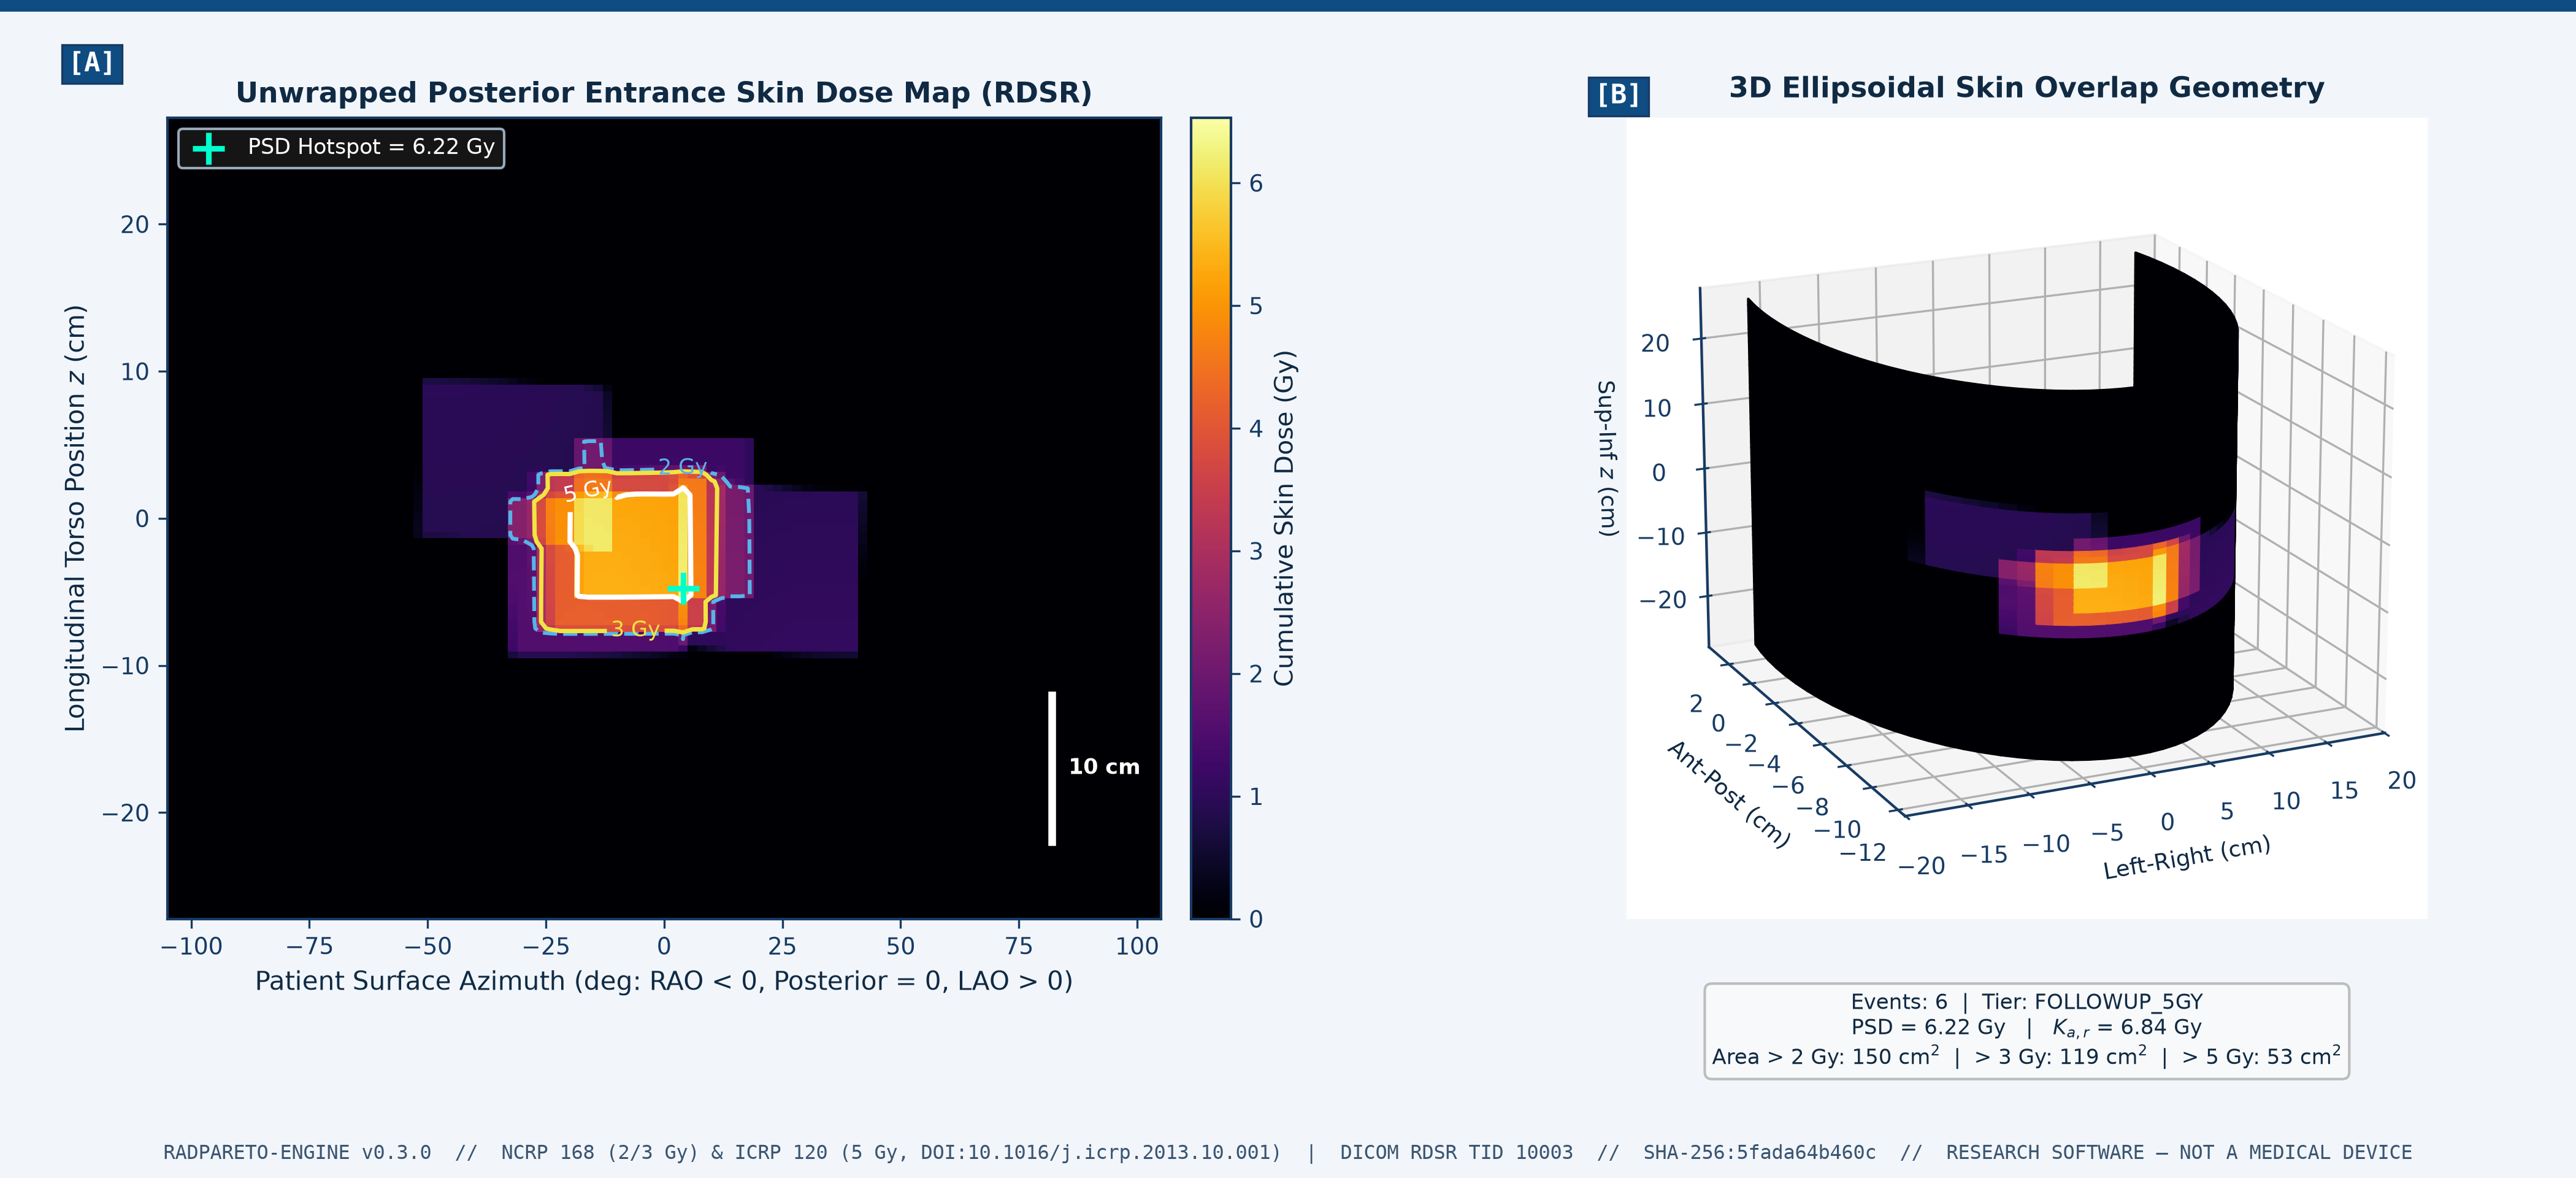 [A]
Unwrapped Posterior Entrance Skin Dose Map (RDSR)
PSD Hotspot = 6.22 Gy
Longitudinal Torso Position z (cm)
20
10
0
−10
−20
2 Gy
5 Gy
3 Gy
10 cm
−100
−75
−50
−25
0
25
50
75
100
Patient Surface Azimuth (deg: RAO < 0, Posterior = 0, LAO > 0)
6
5
4
3
2
1
0
Cumulative Skin Dose (Gy)
[B]
3D Ellipsoidal Skin Overlap Geometry
Sup-Inf z (cm)
20
10
0
−10
−20
2
0
−2
−4
−6
−8
−10
−12
Ant-Post (cm)
−20
−15
−10
−5
0
5
10
15
20
Left-Right (cm)
Events: 6 | Tier: FOLLOWUP_5GY
PSD = 6.22 Gy | Ka,r = 6.84 Gy
Area > 2 Gy: 150 cm² | > 3 Gy: 119 cm² | > 5 Gy: 53 cm²
RADPARETO-ENGINE v0.3.0 // NCRP 168 (2/3 Gy) & ICRP 120 (5 Gy, DOI:10.1016/j.icrp.2013.10.001) | DICOM RDSR TID 10003 // SHA-256:5fada64b460c // RESEARCH SOFTWARE — NOT A MEDICAL DEVICE